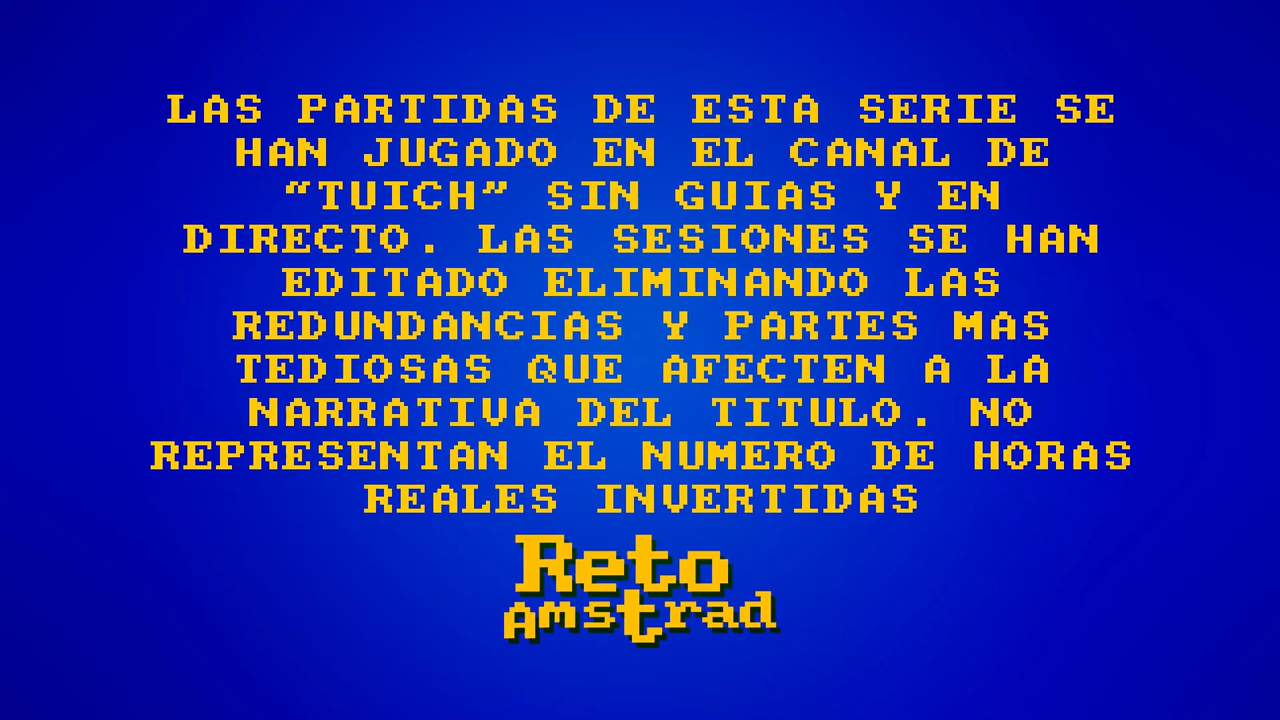 LAS PARTIDAS DE ESTA SERIE SE
HAN JUGADO EN EL CANAL DE
“TUICH” SIN GUIAS Y EN
DIRECTO. LAS SESIONES SE HAN
EDITADO ELIMINANDO LAS
REDUNDANCIAS Y PARTES MAS
TEDIOSAS QUE AFECTEN A LA
NARRATIVA DEL TITULO. NO
REPRESENTAN EL NUMERO DE HORAS
REALES INVERTIDAS
Reto
Amstrad